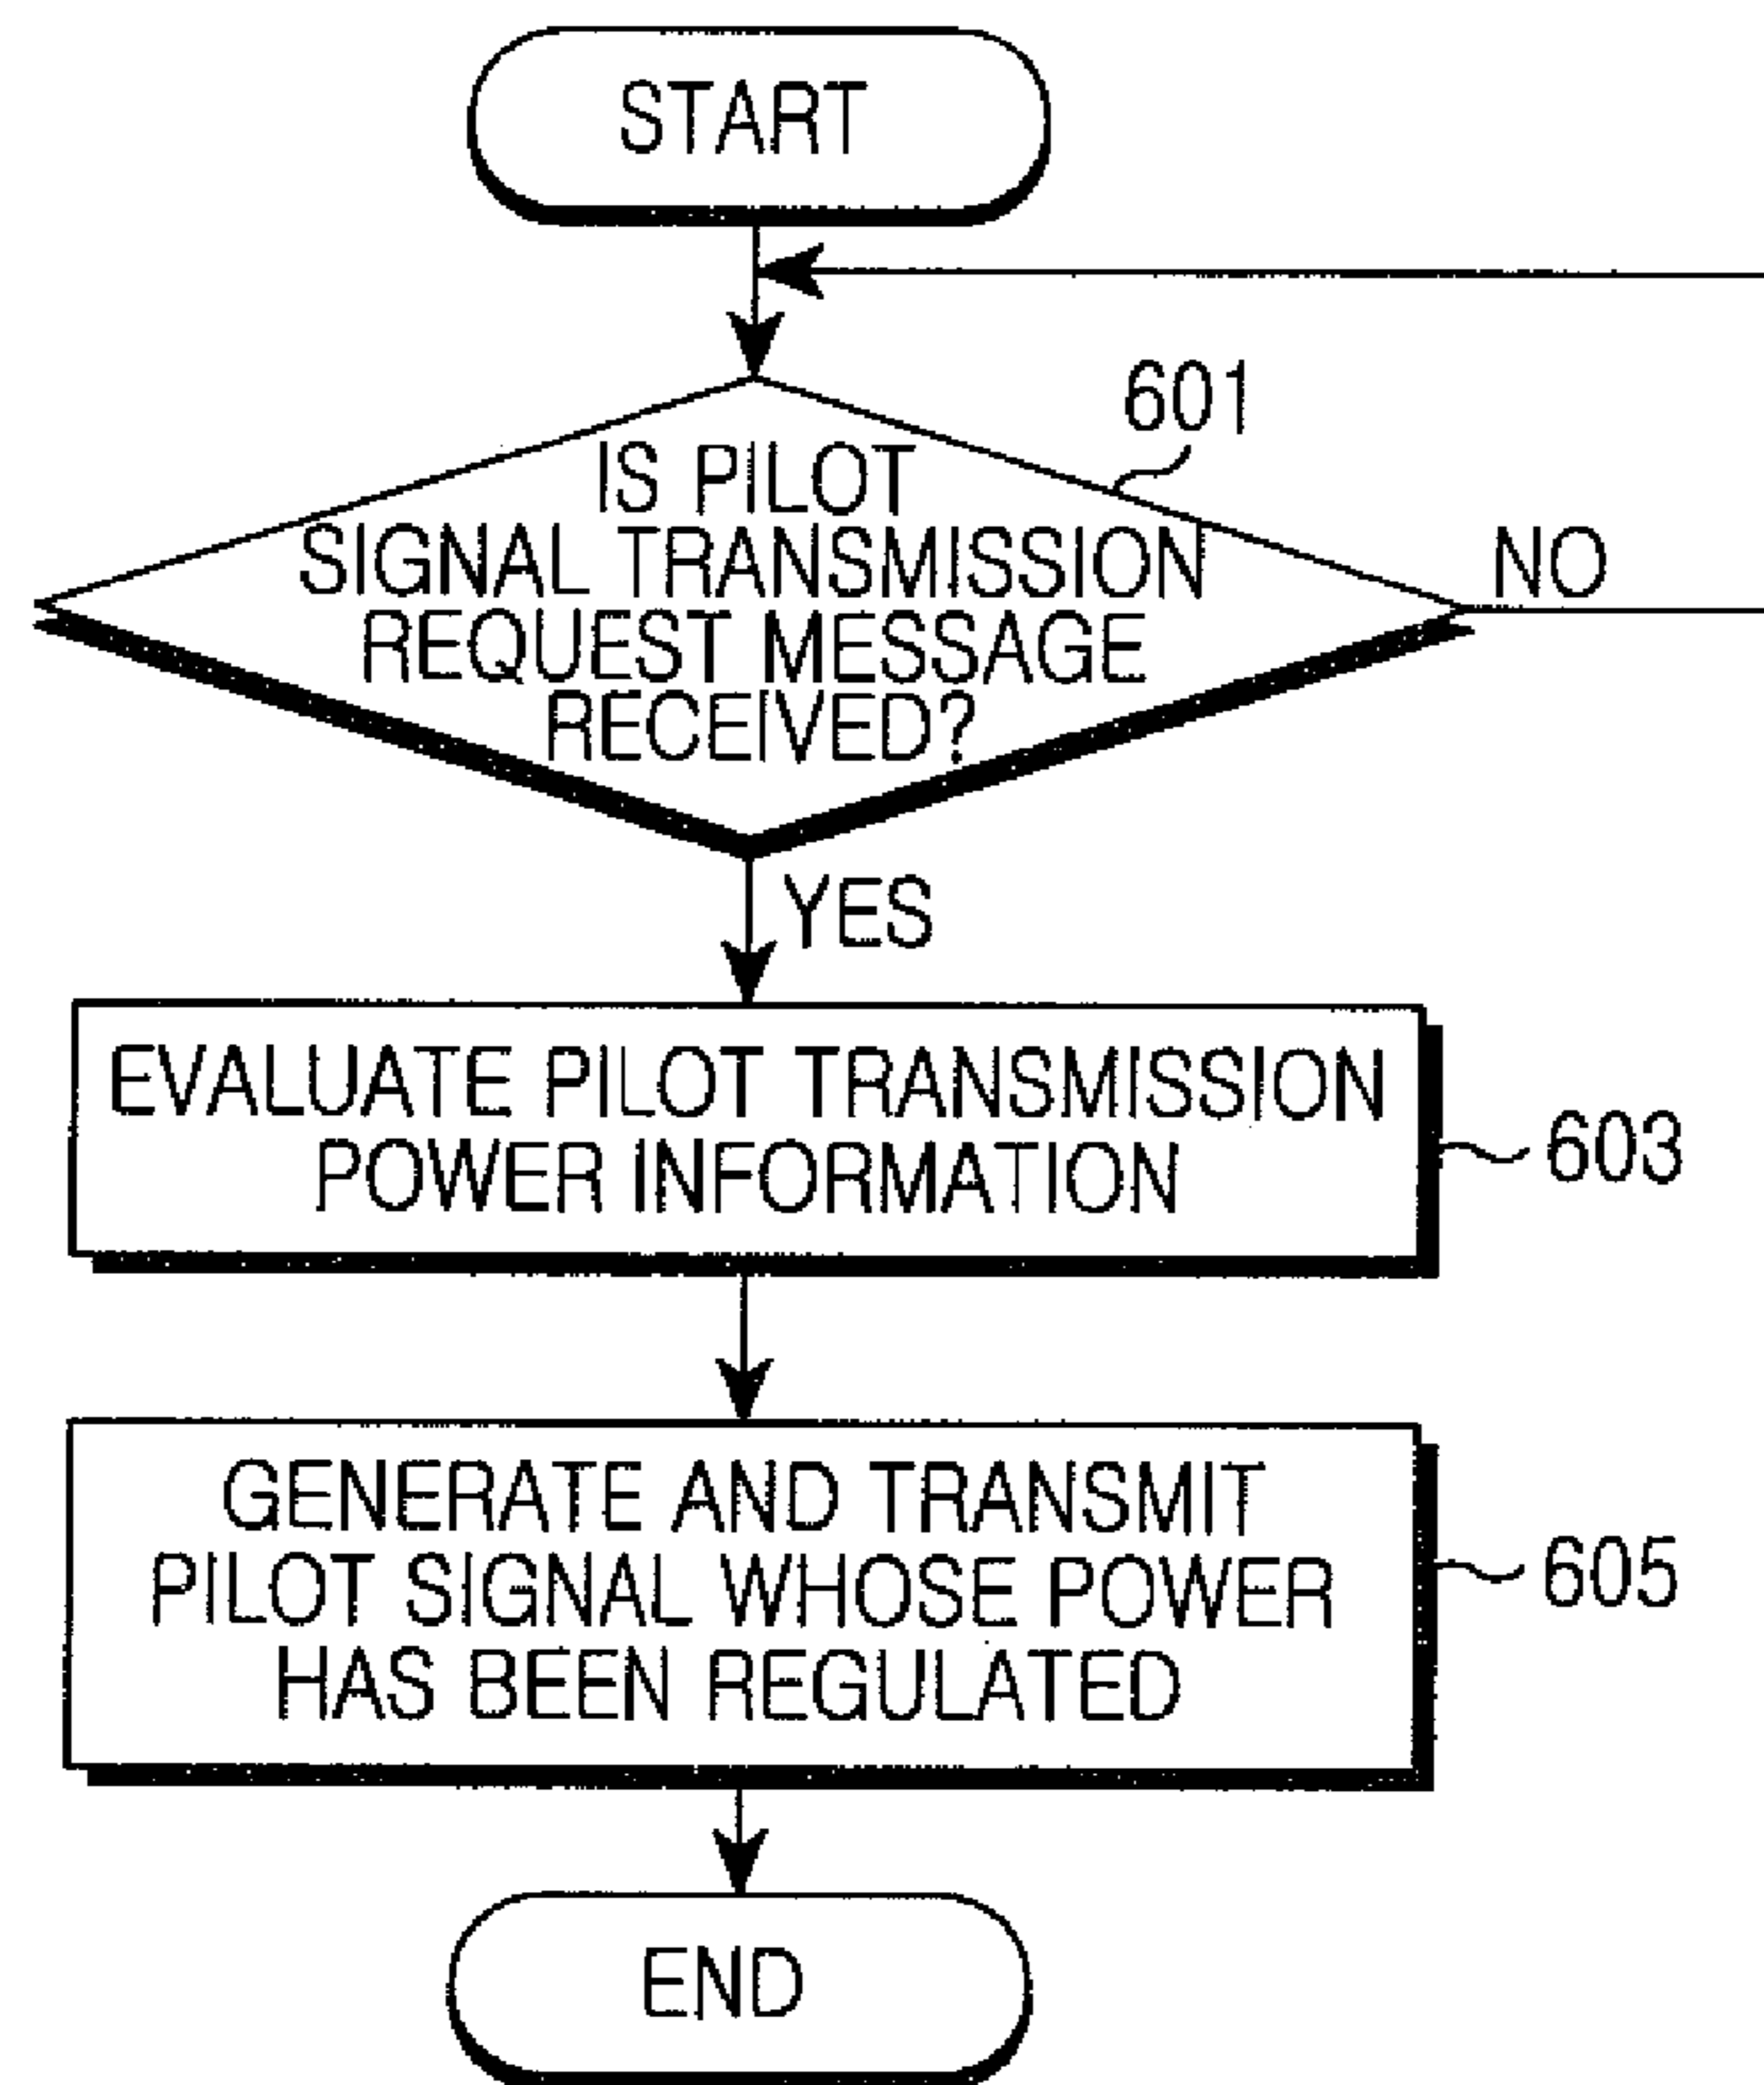 START
601
IS PILOT
SIGNAL TRANSMISSION
REQUEST MESSAGE
RECEIVED?
NO
YES
EVALUATE PILOT TRANSMISSION
POWER INFORMATION
603
GENERATE AND TRANSMIT
PILOT SIGNAL WHOSE POWER
HAS BEEN REGULATED
605
END